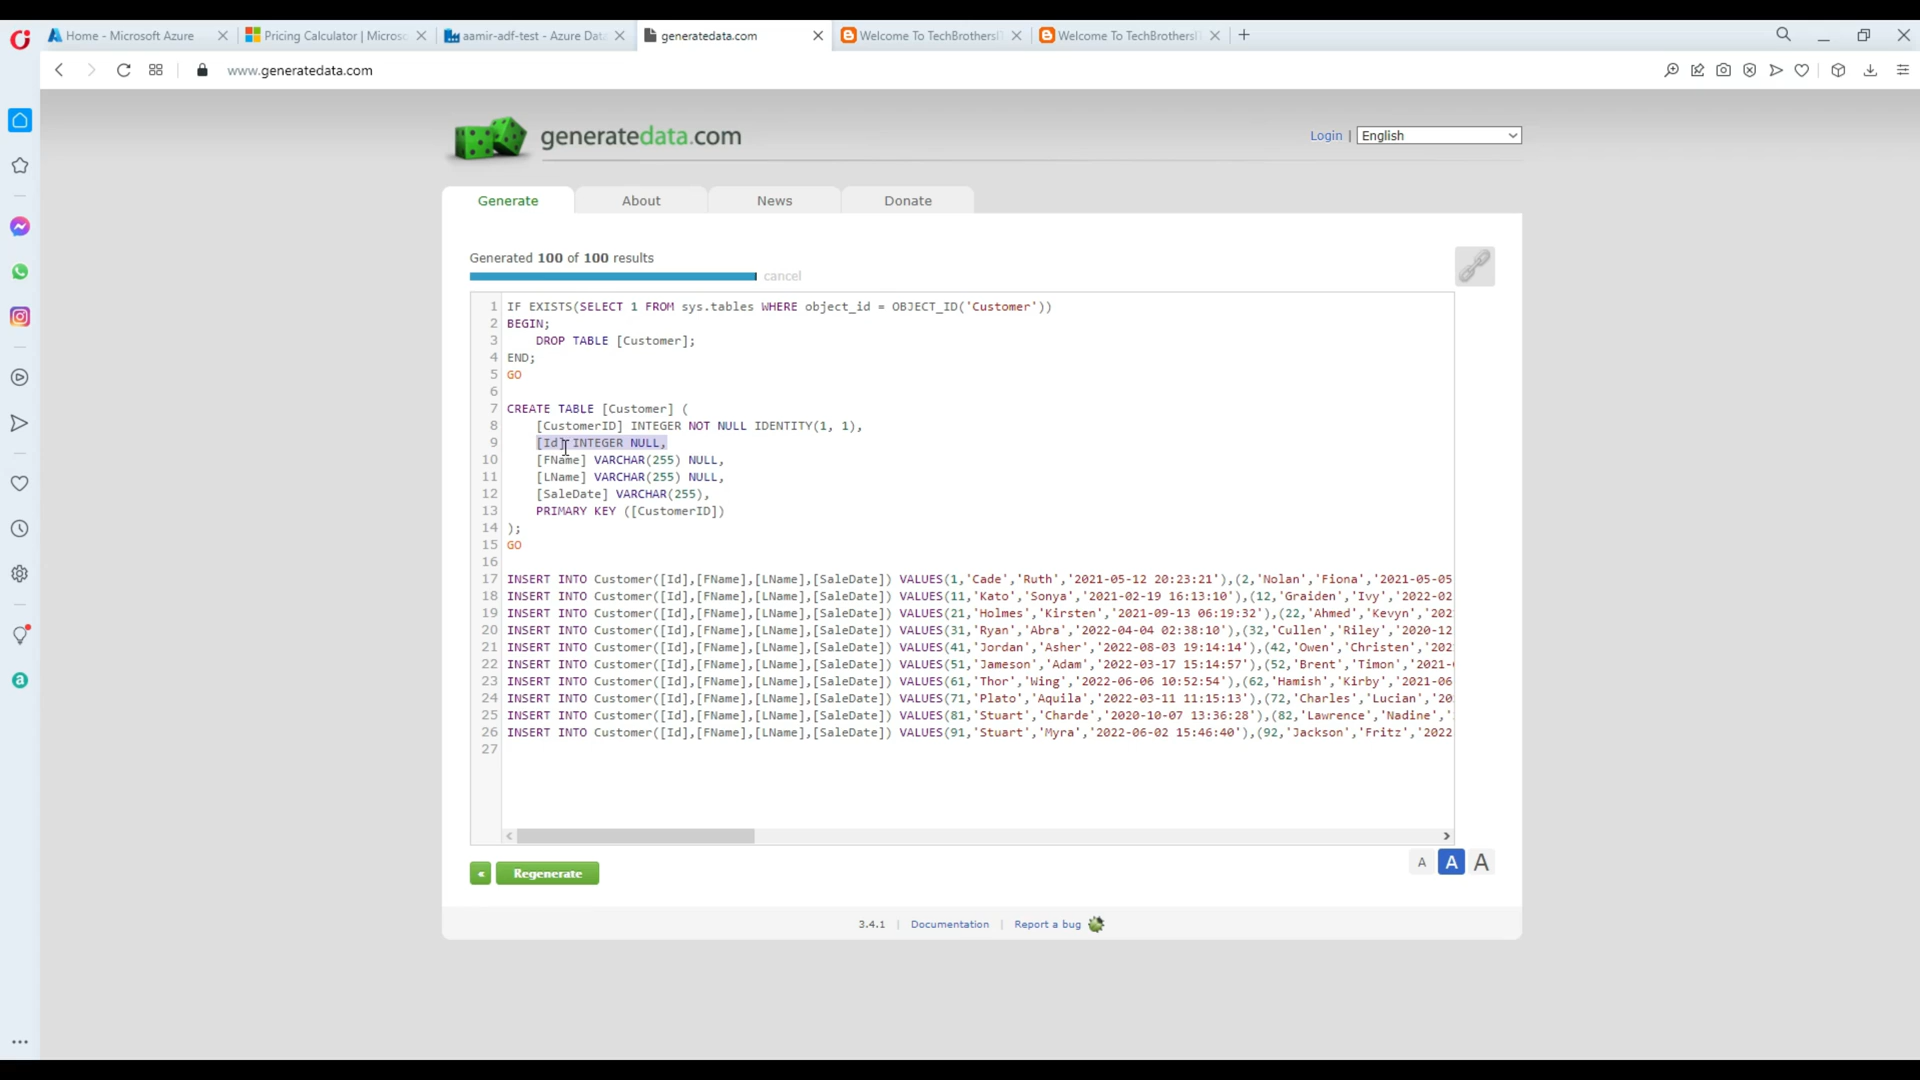 Home - Microsoft Azure
Pricing Calculator | Microso
aamir-adf-test - Azure Data
generatedata.com
Welcome To TechBrothersI
Welcome To TechBrothersI
www.generatedata.com
generatedata.com
Login | English
Generate
About
News
Donate
Generated 100 of 100 results
cancel
1 IF EXISTS(SELECT 1 FROM sys.tables WHERE object_id = OBJECT_ID('Customer'))
2 BEGIN;
3 DROP TABLE [Customer];
4 END;
5 GO
6
7 CREATE TABLE [Customer] (
8 [CustomerID] INTEGER NOT NULL IDENTITY(1, 1),
9 [Id] INTEGER NULL,
10 [FName] VARCHAR(255) NULL,
11 [LName] VARCHAR(255) NULL,
12 [SaleDate] VARCHAR(255),
13 PRIMARY KEY ([CustomerID])
14 );
15 GO
16
17 INSERT INTO Customer([Id],[FName],[LName],[SaleDate]) VALUES(1,'Cade','Ruth','2021-05-12 20:23:21'),(2,'Nolan','Fiona','2021-05-05
18 INSERT INTO Customer([Id],[FName],[LName],[SaleDate]) VALUES(11,'Kato','Sonya','2021-02-19 16:13:10'),(12,'Graiden','Ivy','2022-02
19 INSERT INTO Customer([Id],[FName],[LName],[SaleDate]) VALUES(21,'Holmes','Kirsten','2021-09-13 06:19:32'),(22,'Ahmed','Kevyn','202
20 INSERT INTO Customer([Id],[FName],[LName],[SaleDate]) VALUES(31,'Ryan','Abra','2022-04-04 02:38:10'),(32,'Cullen','Riley','2020-12
21 INSERT INTO Customer([Id],[FName],[LName],[SaleDate]) VALUES(41,'Jordan','Asher','2022-08-03 19:14:14'),(42,'Owen','Christen','202
22 INSERT INTO Customer([Id],[FName],[LName],[SaleDate]) VALUES(51,'Jameson','Adam','2022-03-17 15:14:57'),(52,'Brent','Timon','2021-
23 INSERT INTO Customer([Id],[FName],[LName],[SaleDate]) VALUES(61,'Thor','Wing','2022-06-06 10:52:54'),(62,'Hamish','Kirby','2021-06
24 INSERT INTO Customer([Id],[FName],[LName],[SaleDate]) VALUES(71,'Plato','Aquila','2022-03-11 11:15:13'),(72,'Charles','Lucian','20
25 INSERT INTO Customer([Id],[FName],[LName],[SaleDate]) VALUES(81,'Stuart','Charde','2020-10-07 13:36:28'),(82,'Lawrence','Nadine','
26 INSERT INTO Customer([Id],[FName],[LName],[SaleDate]) VALUES(91,'Stuart','Myra','2022-06-02 15:46:40'),(92,'Jackson','Fritz','2022
27
A A A
« Regenerate
3.4.1 | Documentation | Report a bug